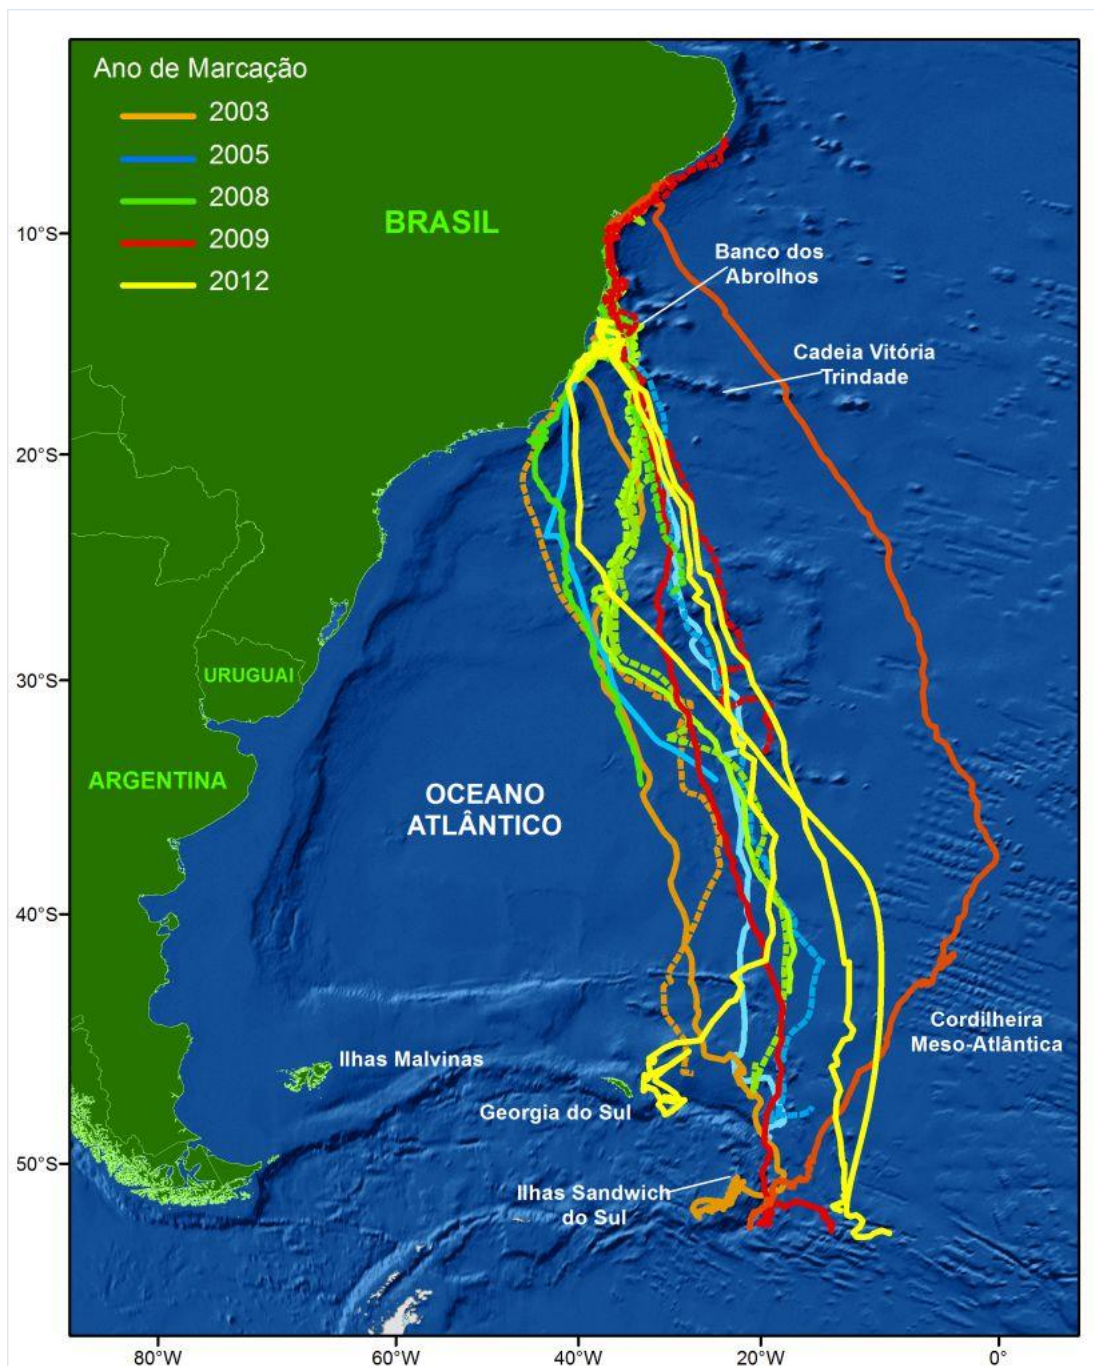 Ano de Marcação
2003
2005
2008
2009
2012
BRASIL
10°S
Banco dos
Abrolhos
Cadeia Vitória
Trindade
20°S
30°S
URUGUAI
ARGENTINA
OCEANO
ATLÂNTICO
40°S
Cordilheira
Meso-Atlântica
Ilhas Malvinas
Georgia do Sul
50°S
Ilhas Sandwich
do Sul
80°W
60°W
40°W
20°W
0°